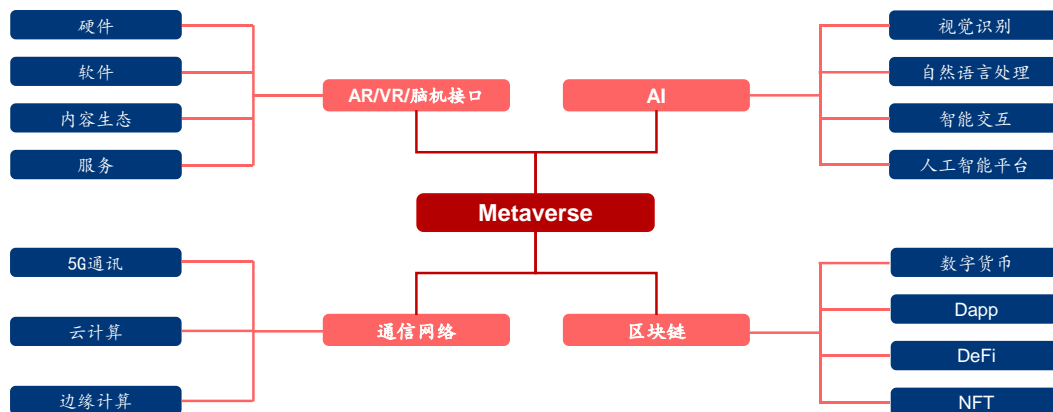 硬件
软件
内容生态
服务
AR/VR/脑机接口
AI
视觉识别
自然语言处理
智能交互
人工智能平台
Metaverse
5G通讯
云计算
边缘计算
通信网络
区块链
数字货币
Dapp
DeFi
NFT